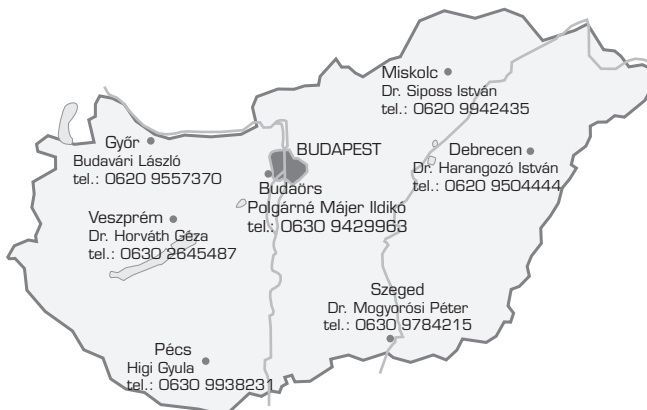 Miskolc
Dr. Siposs István
tel.: 0620 9942435
Győr
Budavári László
tel.: 0620 9557370
BUDAPEST
Budaörs
Polgárné Májer Ildikó
tel.: 0630 9429963
Debrecen
Dr. Harangozó István
tel.: 0620 9504444
Veszprém
Dr. Horváth Géza
tel.: 0630 2645487
Szeged
Dr. Mogyorósi Péter
tel.: 0630 9784215
Pécs
Higi Gyula
tel.: 0630 9938231